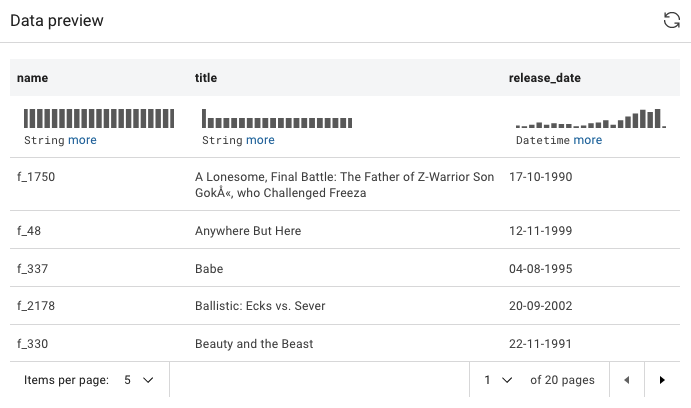 Data preview
name title release_date
String more String more Datetime more
f_1750 A Lonesome, Final Battle: The Father of Z-Warrior Son 17-10-1990
GokÅ«, who Challenged Freeza
f_48 Anywhere But Here 12-11-1999
f_337 Babe 04-08-1995
f_2178 Ballistic: Ecks vs. Sever 20-09-2002
f_330 Beauty and the Beast 22-11-1991
Items per page: 5 1 of 20 pages